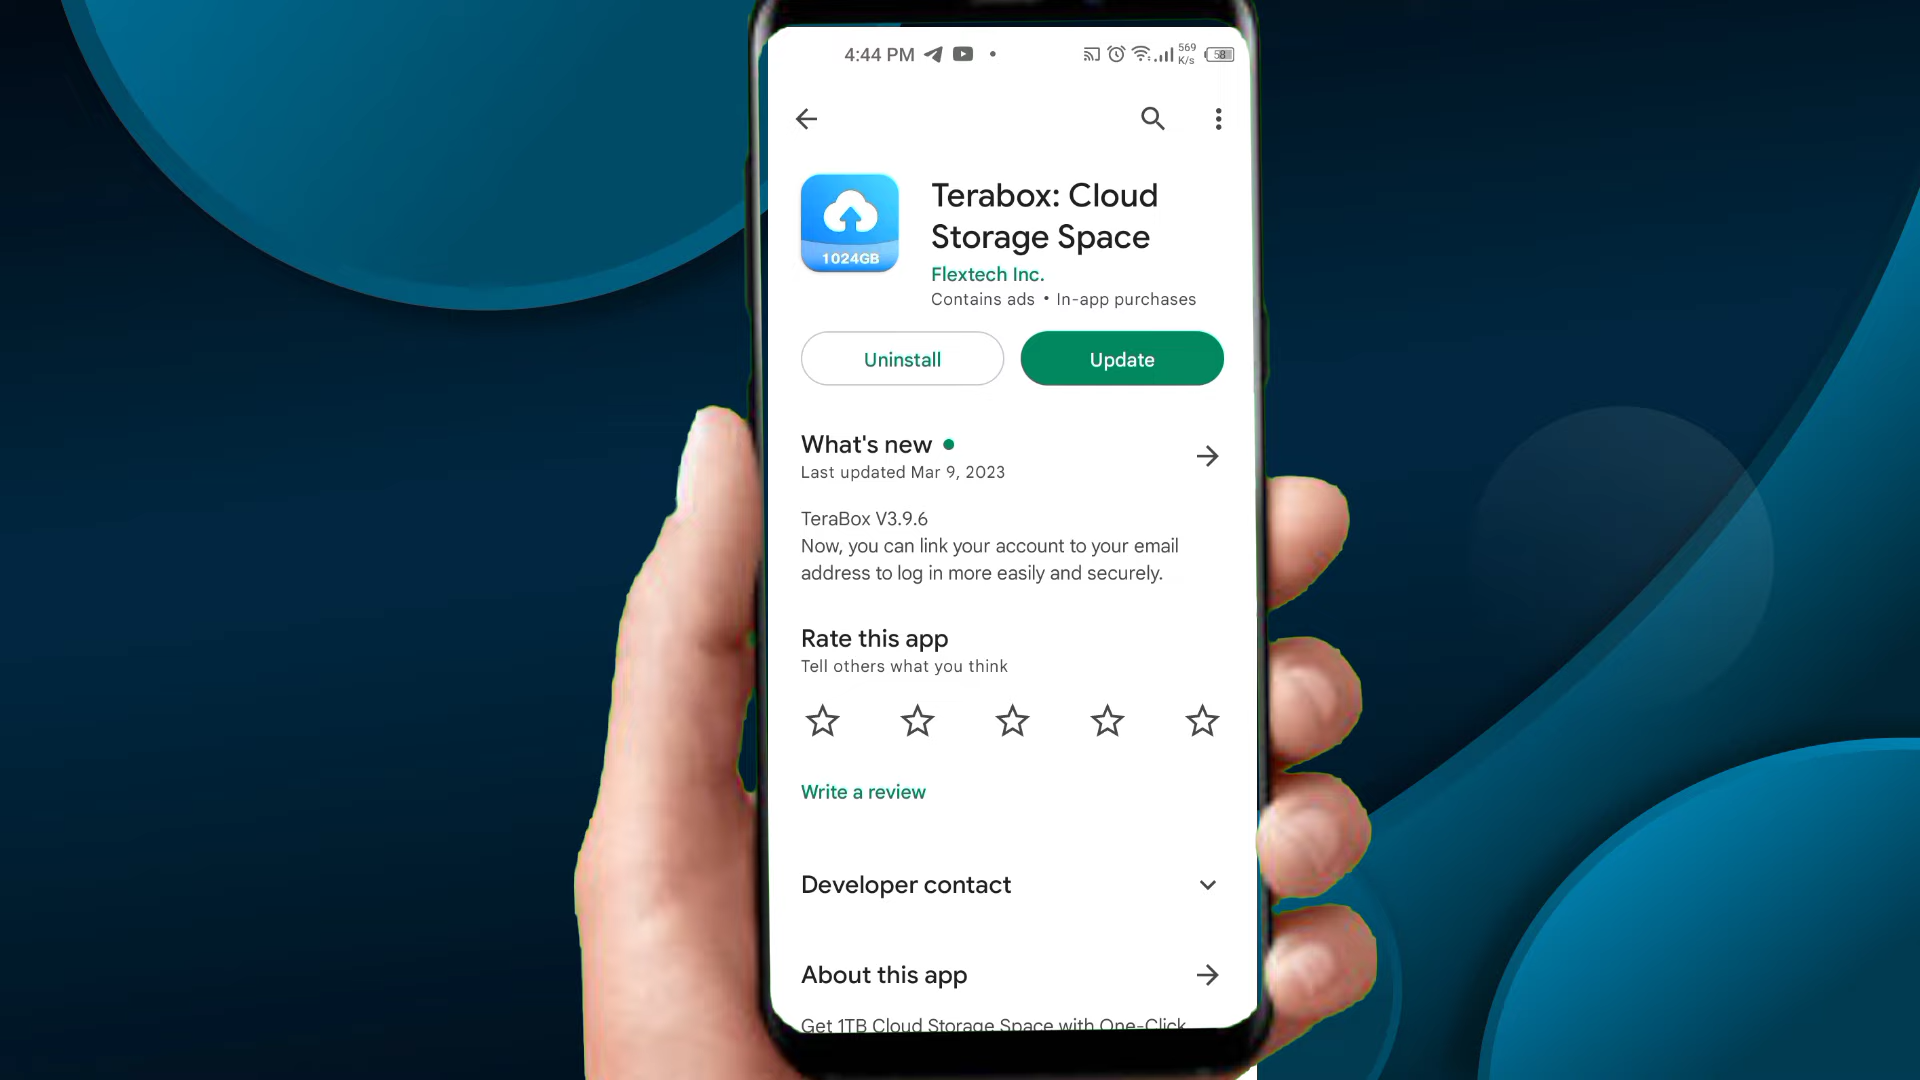 4:44 PM
569
K/s
58
1024GB
Terabox: Cloud
Storage Space
Flextech Inc.
Contains ads • In-app purchases
Uninstall
Update
What's new
Last updated Mar 9, 2023
TeraBox V3.9.6
Now, you can link your account to your email
address to log in more easily and securely.
Rate this app
Tell others what you think
Write a review
Developer contact
About this app
Get 1TB Cloud Storage Space with One-Click